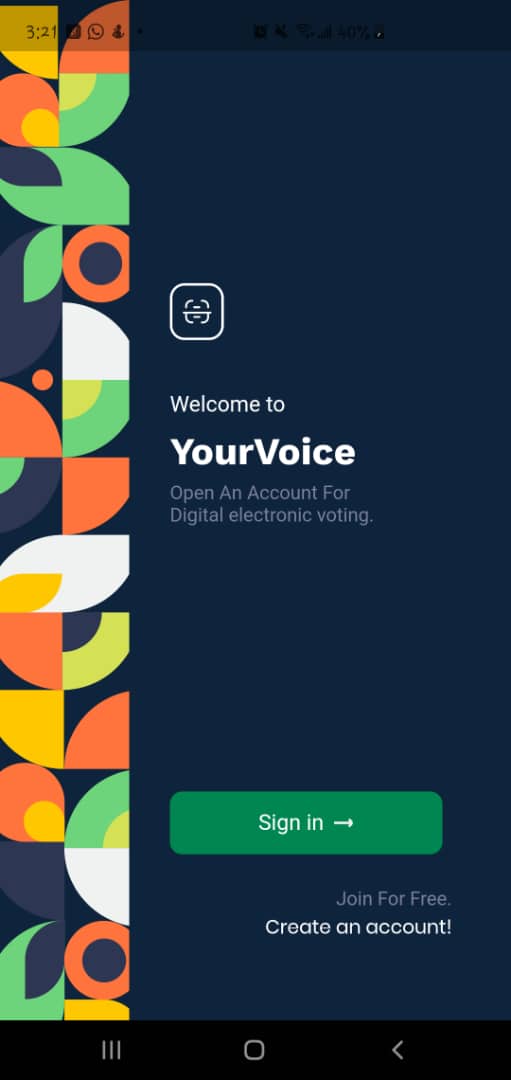 3:21
40%
Welcome to
YourVoice
Open An Account For
Digital electronic voting.
Sign in →
Join For Free.
Create an account!